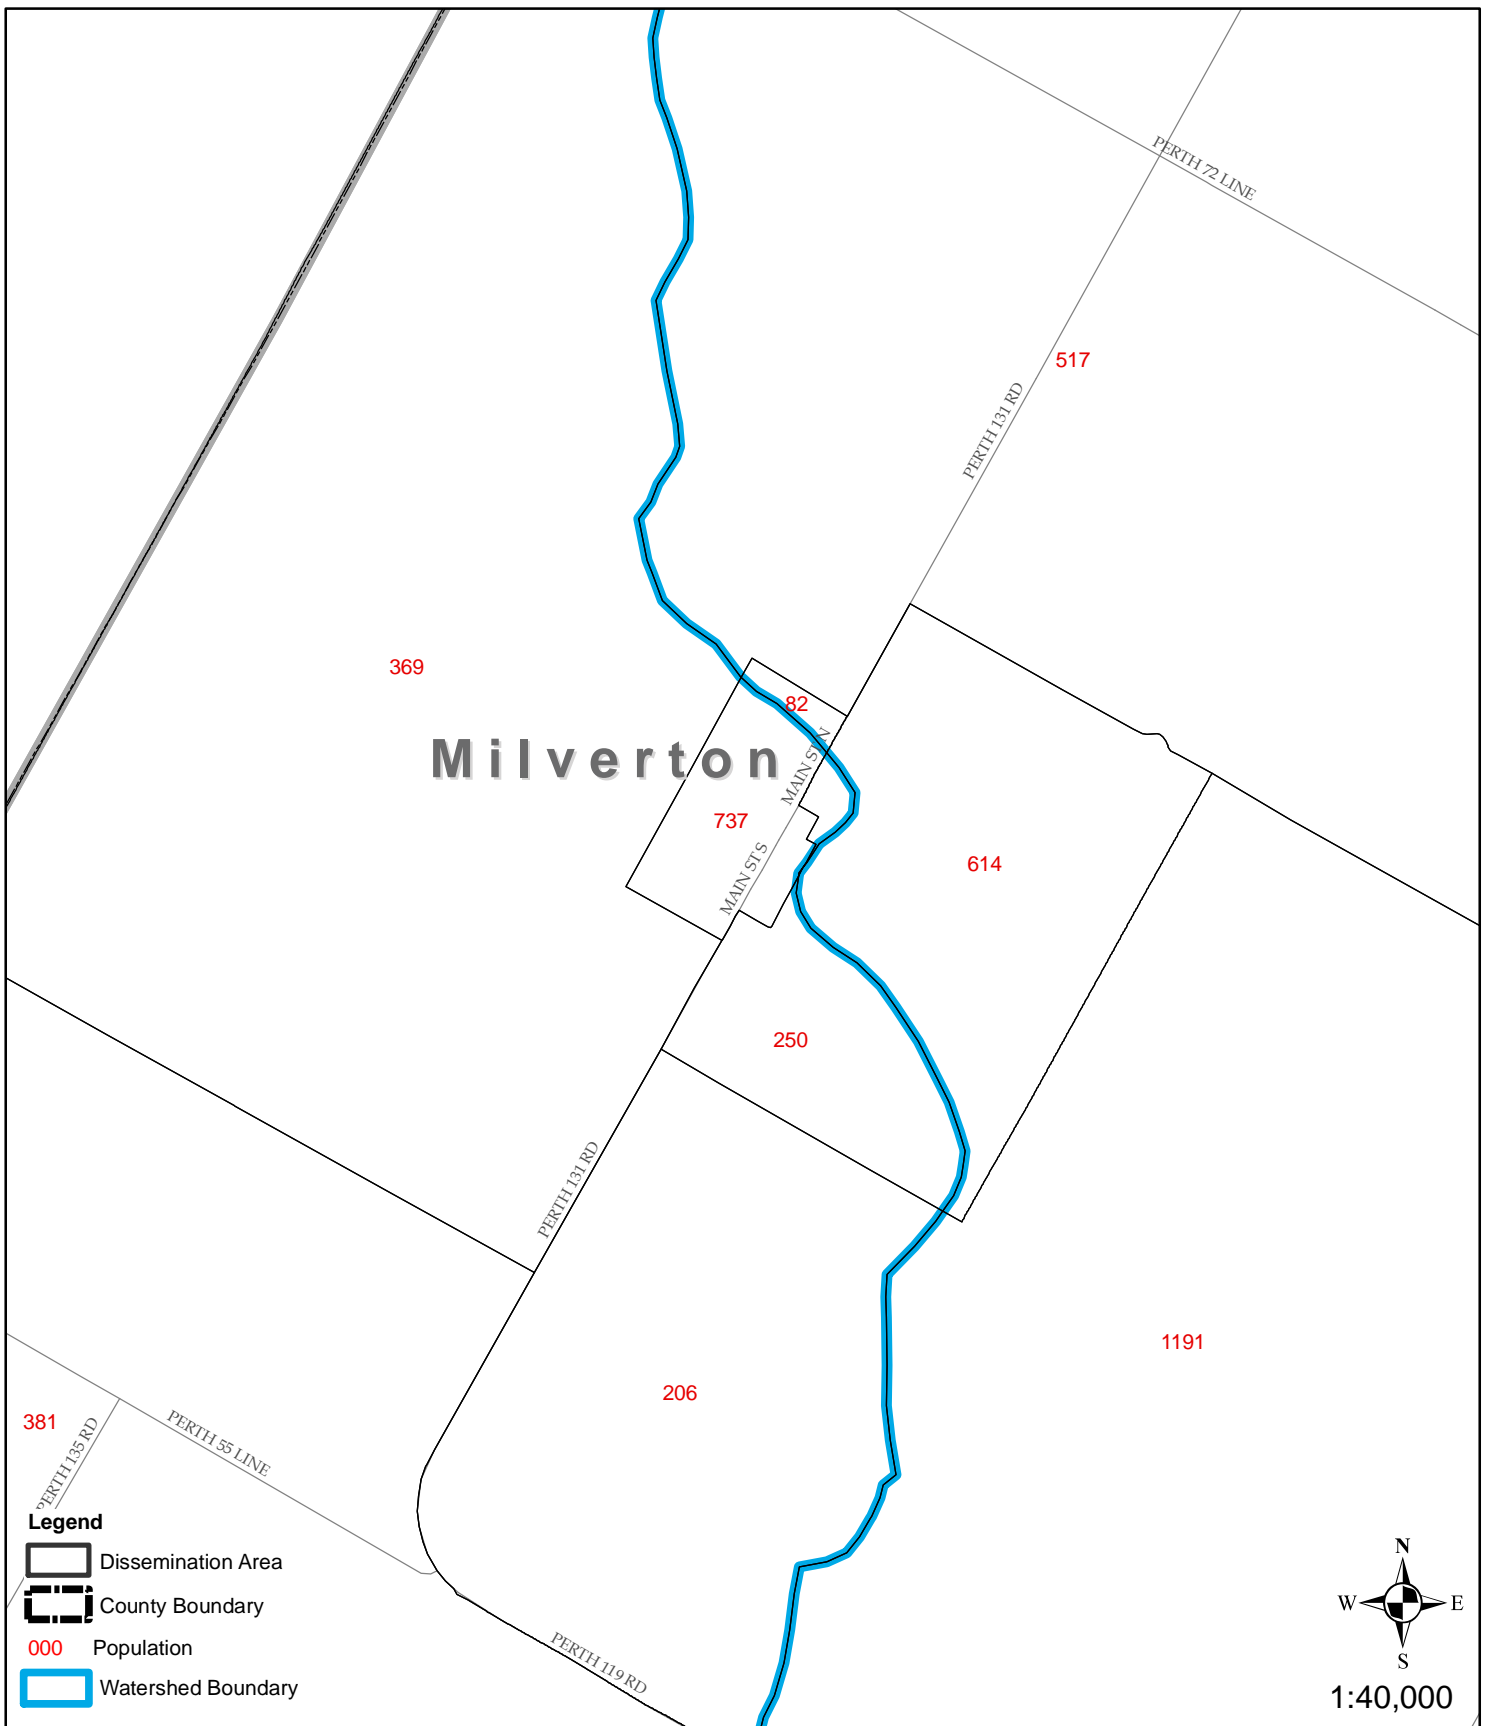 PERTH 72 LINE
517
PERTH 131 RD
369
82
Milverton
MAIN ST N
737
MAIN ST S
614
250
PERTH 131 RD
1191
206
381
PERTH 135 RD
PERTH 55 LINE
PERTH 119 RD
Legend
Dissemination Area
County Boundary
000 Population
Watershed Boundary
N
W E
S
1:40,000